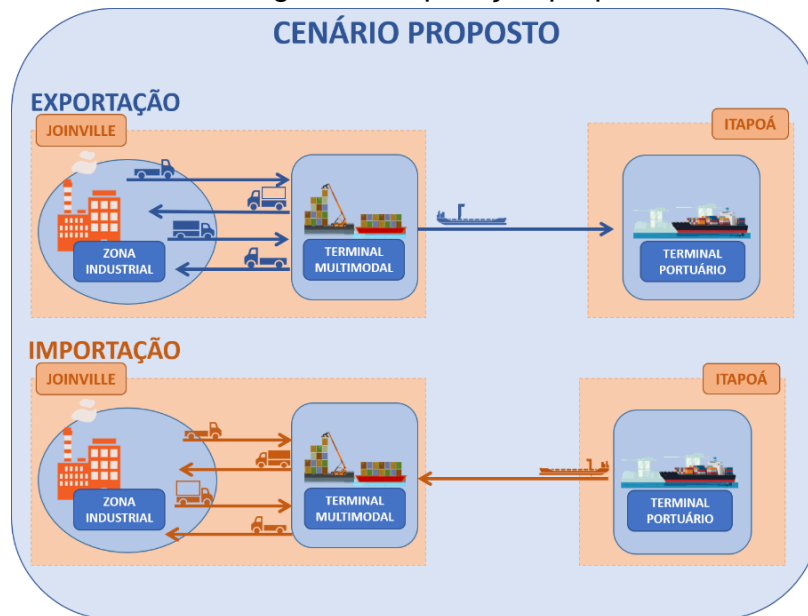 CENÁRIO PROPOSTO
EXPORTAÇÃO
JOINVILLE
ITAPOÁ
ZONA
INDUSTRIAL
TERMINAL
MULTIMODAL
TERMINAL
PORTUÁRIO
IMPORTAÇÃO
JOINVILLE
ITAPOÁ
ZONA
INDUSTRIAL
TERMINAL
MULTIMODAL
TERMINAL
PORTUÁRIO